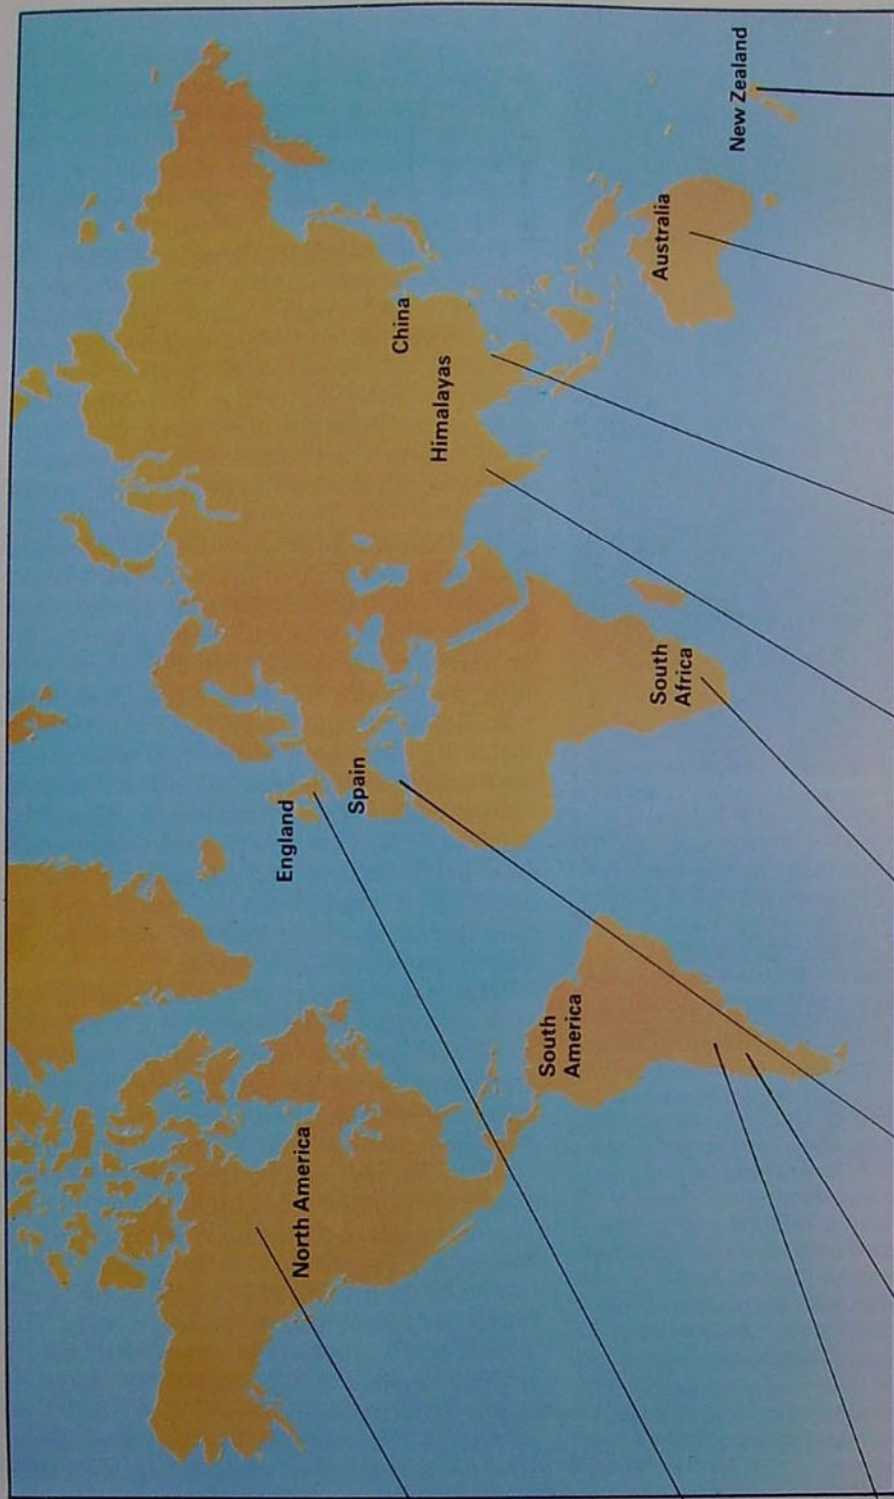 North America
South
America
England
Spain
South
Africa
Himalayas
China
Australia
New Zealand